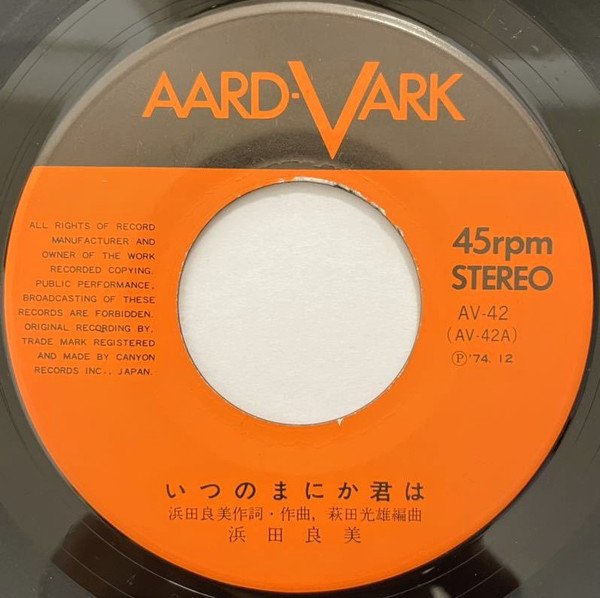 AARD-VARK
ALL RIGHTS OF RECORD
MANUFACTURER AND
OWNER OF THE WORK
RECORDED COPYING.
PUBLIC PERFORMANCE,
BROADCASTING OF THESE
RECORDS ARE FORBIDDEN.
ORIGINAL RECORDING BY,
TRADE MARK REGISTERED
AND MADE BY CANYON
RECORDS INC., JAPAN.
45rpm
STEREO
AV-42
(AV-42A)
Ⓟ'74. 12
いつのまにか君は
浜田良美作詞・作曲, 萩田光雄編曲
浜田良美